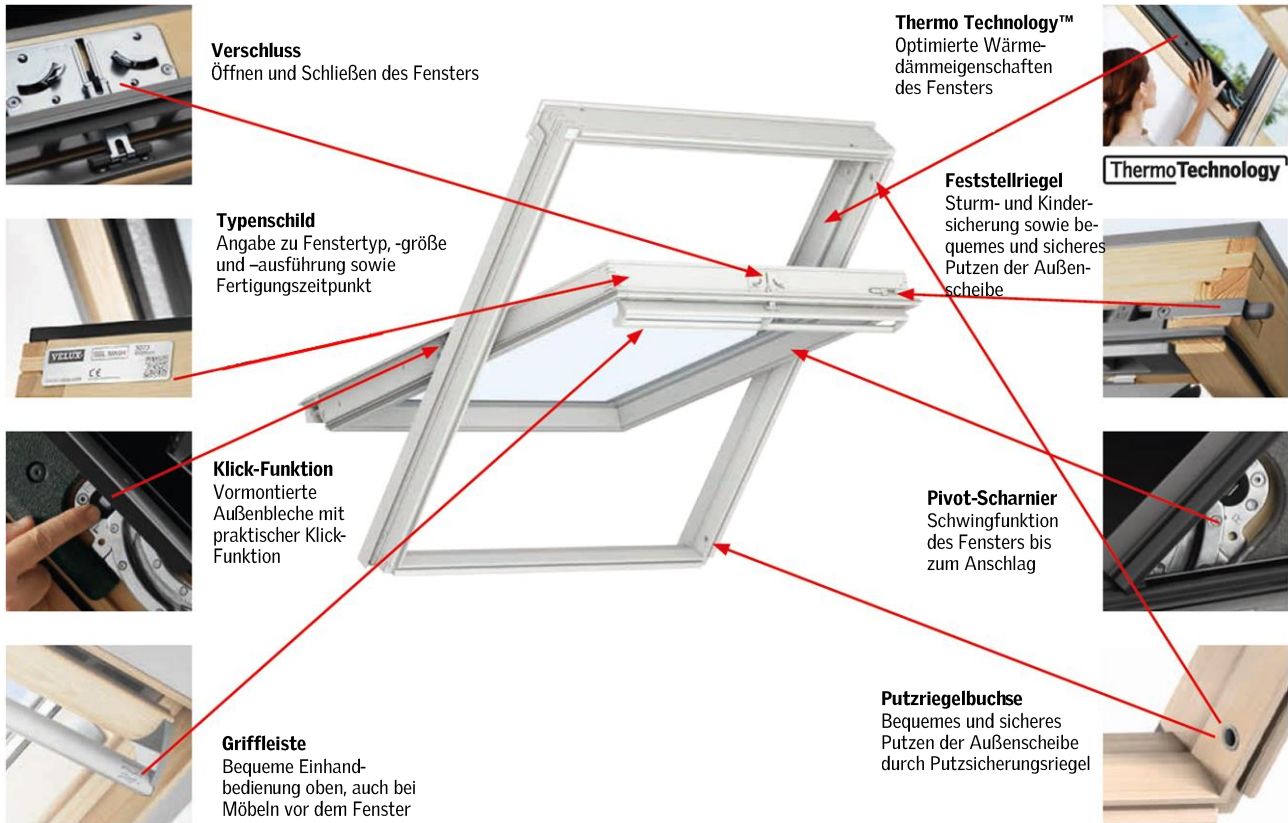 Verschluss
Öffnen und Schließen des Fensters
Typenschild
Angabe zu Fenstertyp, -größe
und –ausführung sowie
Fertigungszeitpunkt
VELUX
CE
Klick-Funktion
Vormontierte
Außenbleche mit
praktischer Klick-
Funktion
Griffleiste
Bequeme Einhand-
bedienung oben, auch bei
Möbeln vor dem Fenster
Thermo Technology™
Optimierte Wärme-
dämmeigenschaften
des Fensters
ThermoTechnology
Feststellriegel
Sturm- und Kinder-
sicherung sowie be-
quemes und sicheres
Putzen der Außen-
scheibe
Pivot-Scharnier
Schwingfunktion
des Fensters bis
zum Anschlag
Putzriegelbuchse
Bequemes und sicheres
Putzen der Außenscheibe
durch Putzsicherungsriegel